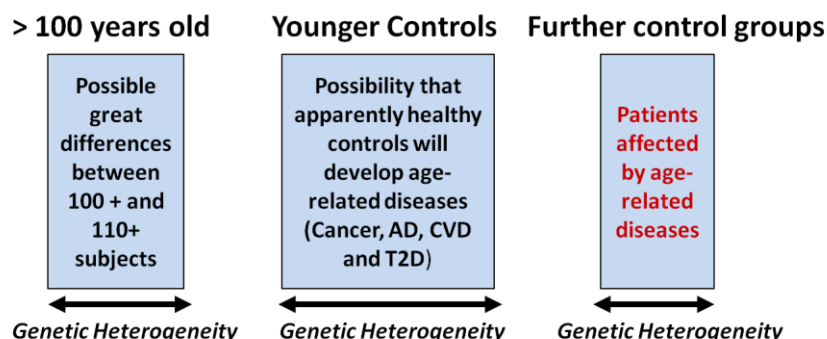 > 100 years old
Possible
great
differences
between
100 + and
110+
subjects
Genetic Heterogeneity
Younger Controls
Possibility that
apparently healthy
controls will
develop age-
related diseases
(Cancer, AD, CVD
and T2D)
Genetic Heterogeneity
Further control groups
Patients
affected
by age-
related
diseases
Genetic Heterogeneity